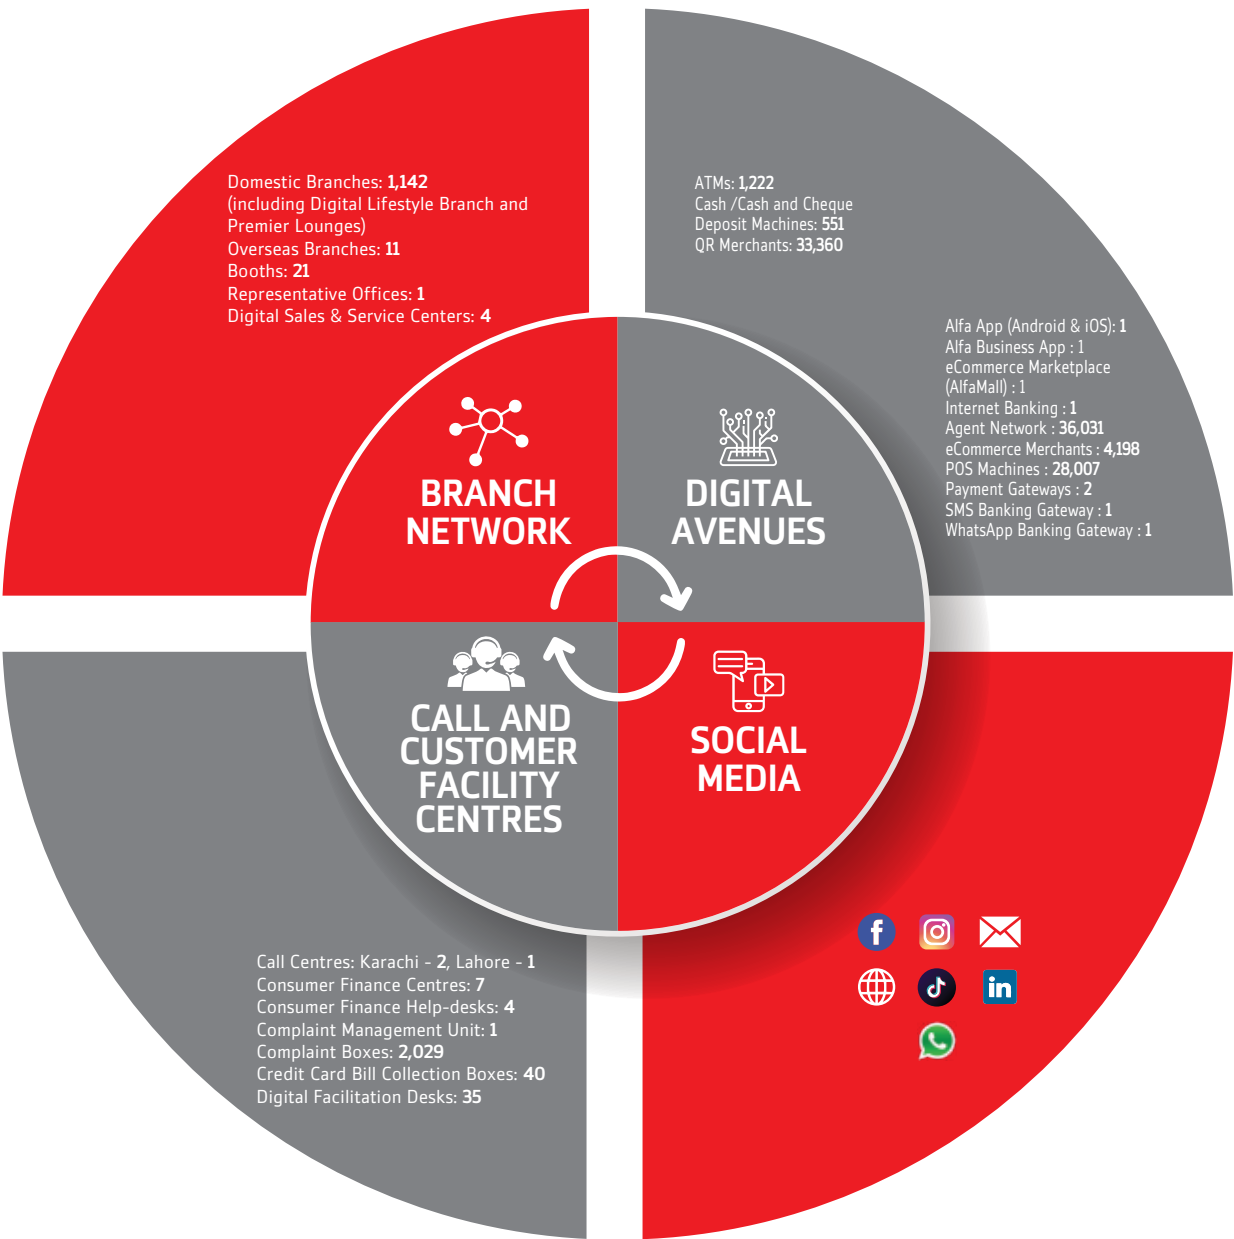 Domestic Branches: 1,142
(including Digital Lifestyle Branch and
Premier Lounges)
Overseas Branches: 11
Booths: 21
Representative Offices: 1
Digital Sales & Service Centers: 4
ATMs: 1,222
Cash /Cash and Cheque
Deposit Machines: 551
QR Merchants: 33,360
Alfa App (Android & iOS): 1
Alfa Business App : 1
eCommerce Marketplace
(AlfaMall) : 1
Internet Banking : 1
Agent Network : 36,031
eCommerce Merchants : 4,198
POS Machines : 28,007
Payment Gateways : 2
SMS Banking Gateway : 1
WhatsApp Banking Gateway : 1
BRANCH
NETWORK
DIGITAL
AVENUES
CALL AND
CUSTOMER
FACILITY
CENTRES
SOCIAL
MEDIA
Call Centres: Karachi - 2, Lahore - 1
Consumer Finance Centres: 7
Consumer Finance Help-desks: 4
Complaint Management Unit: 1
Complaint Boxes: 2,029
Credit Card Bill Collection Boxes: 40
Digital Facilitation Desks: 35
f
in